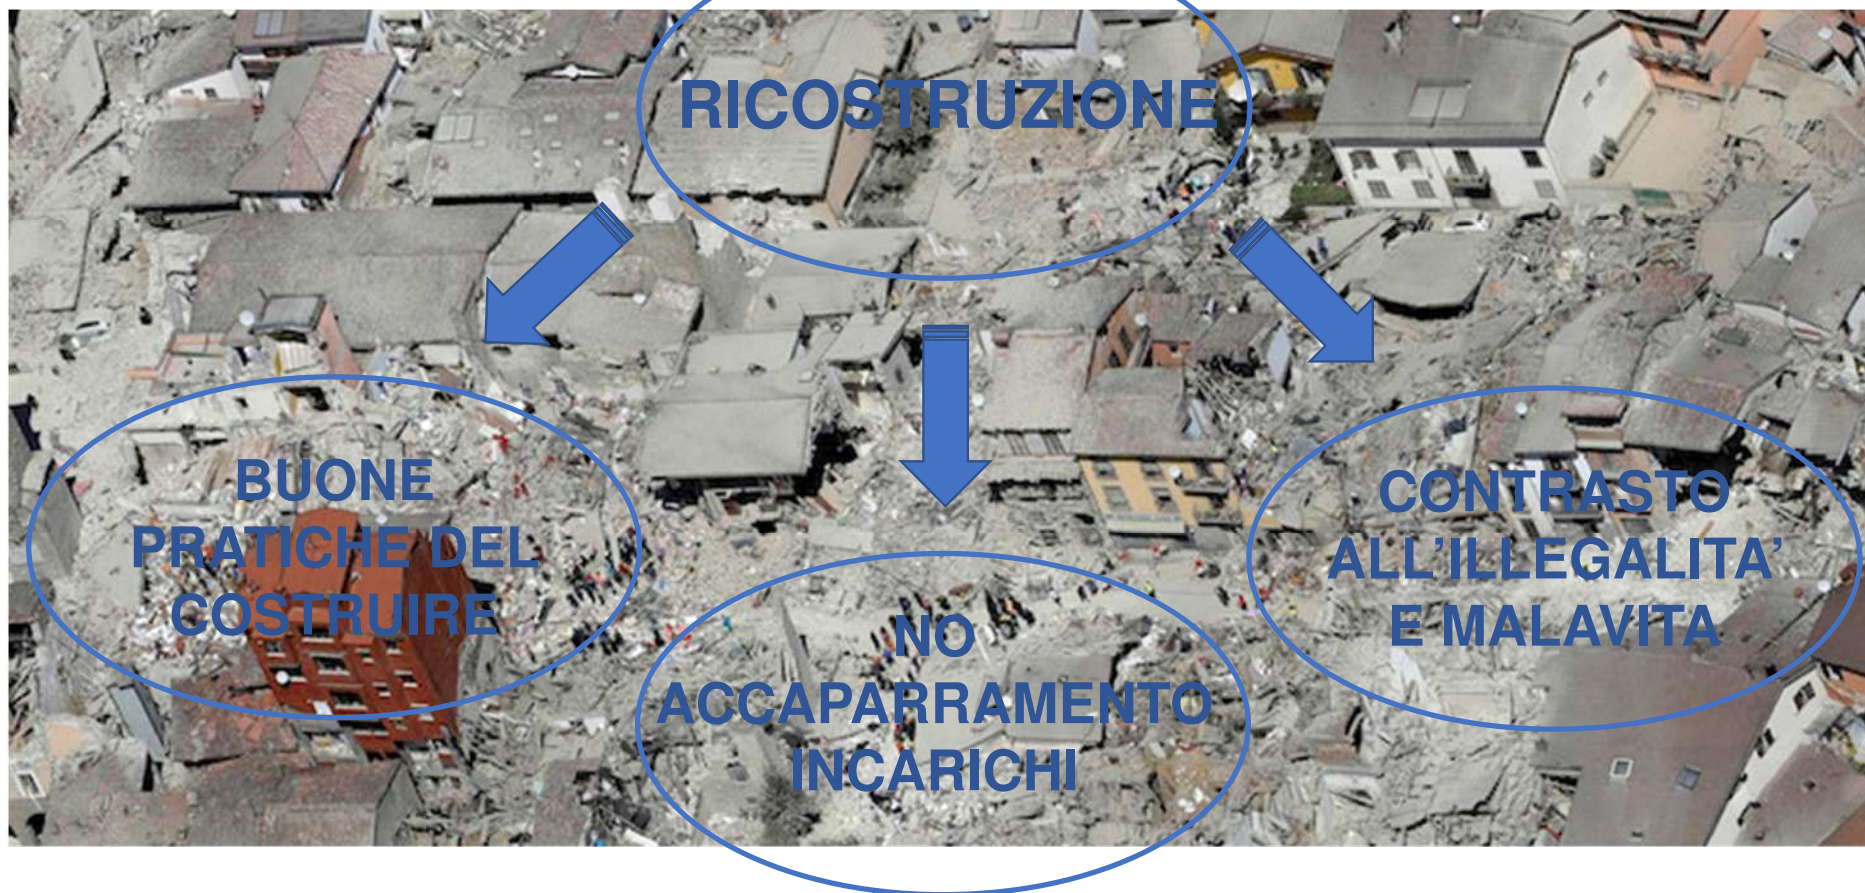 RICOSTRUZIONE
BUONE
PRATICHE DEL
COSTRUIRE
NO
ACCAPARRAMENTO
INCARICHI
CONTRASTO
ALL’ILLEGALITA’
E MALAVITA